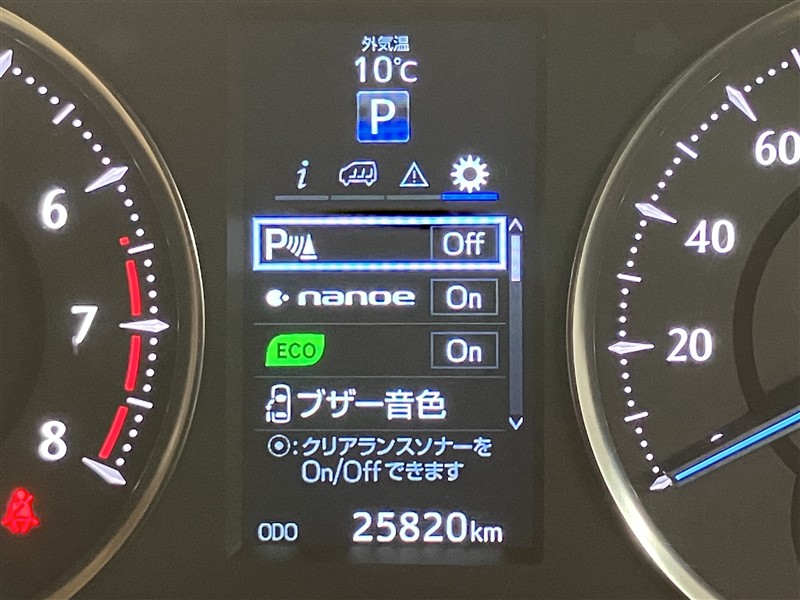 外気温
10℃
P
i
P Off
nanoe On
ECO On
ブザー音色
⦿:クリアランスソナーを
On/Offできます
ODO 25820km
6
7
8
60
40
20